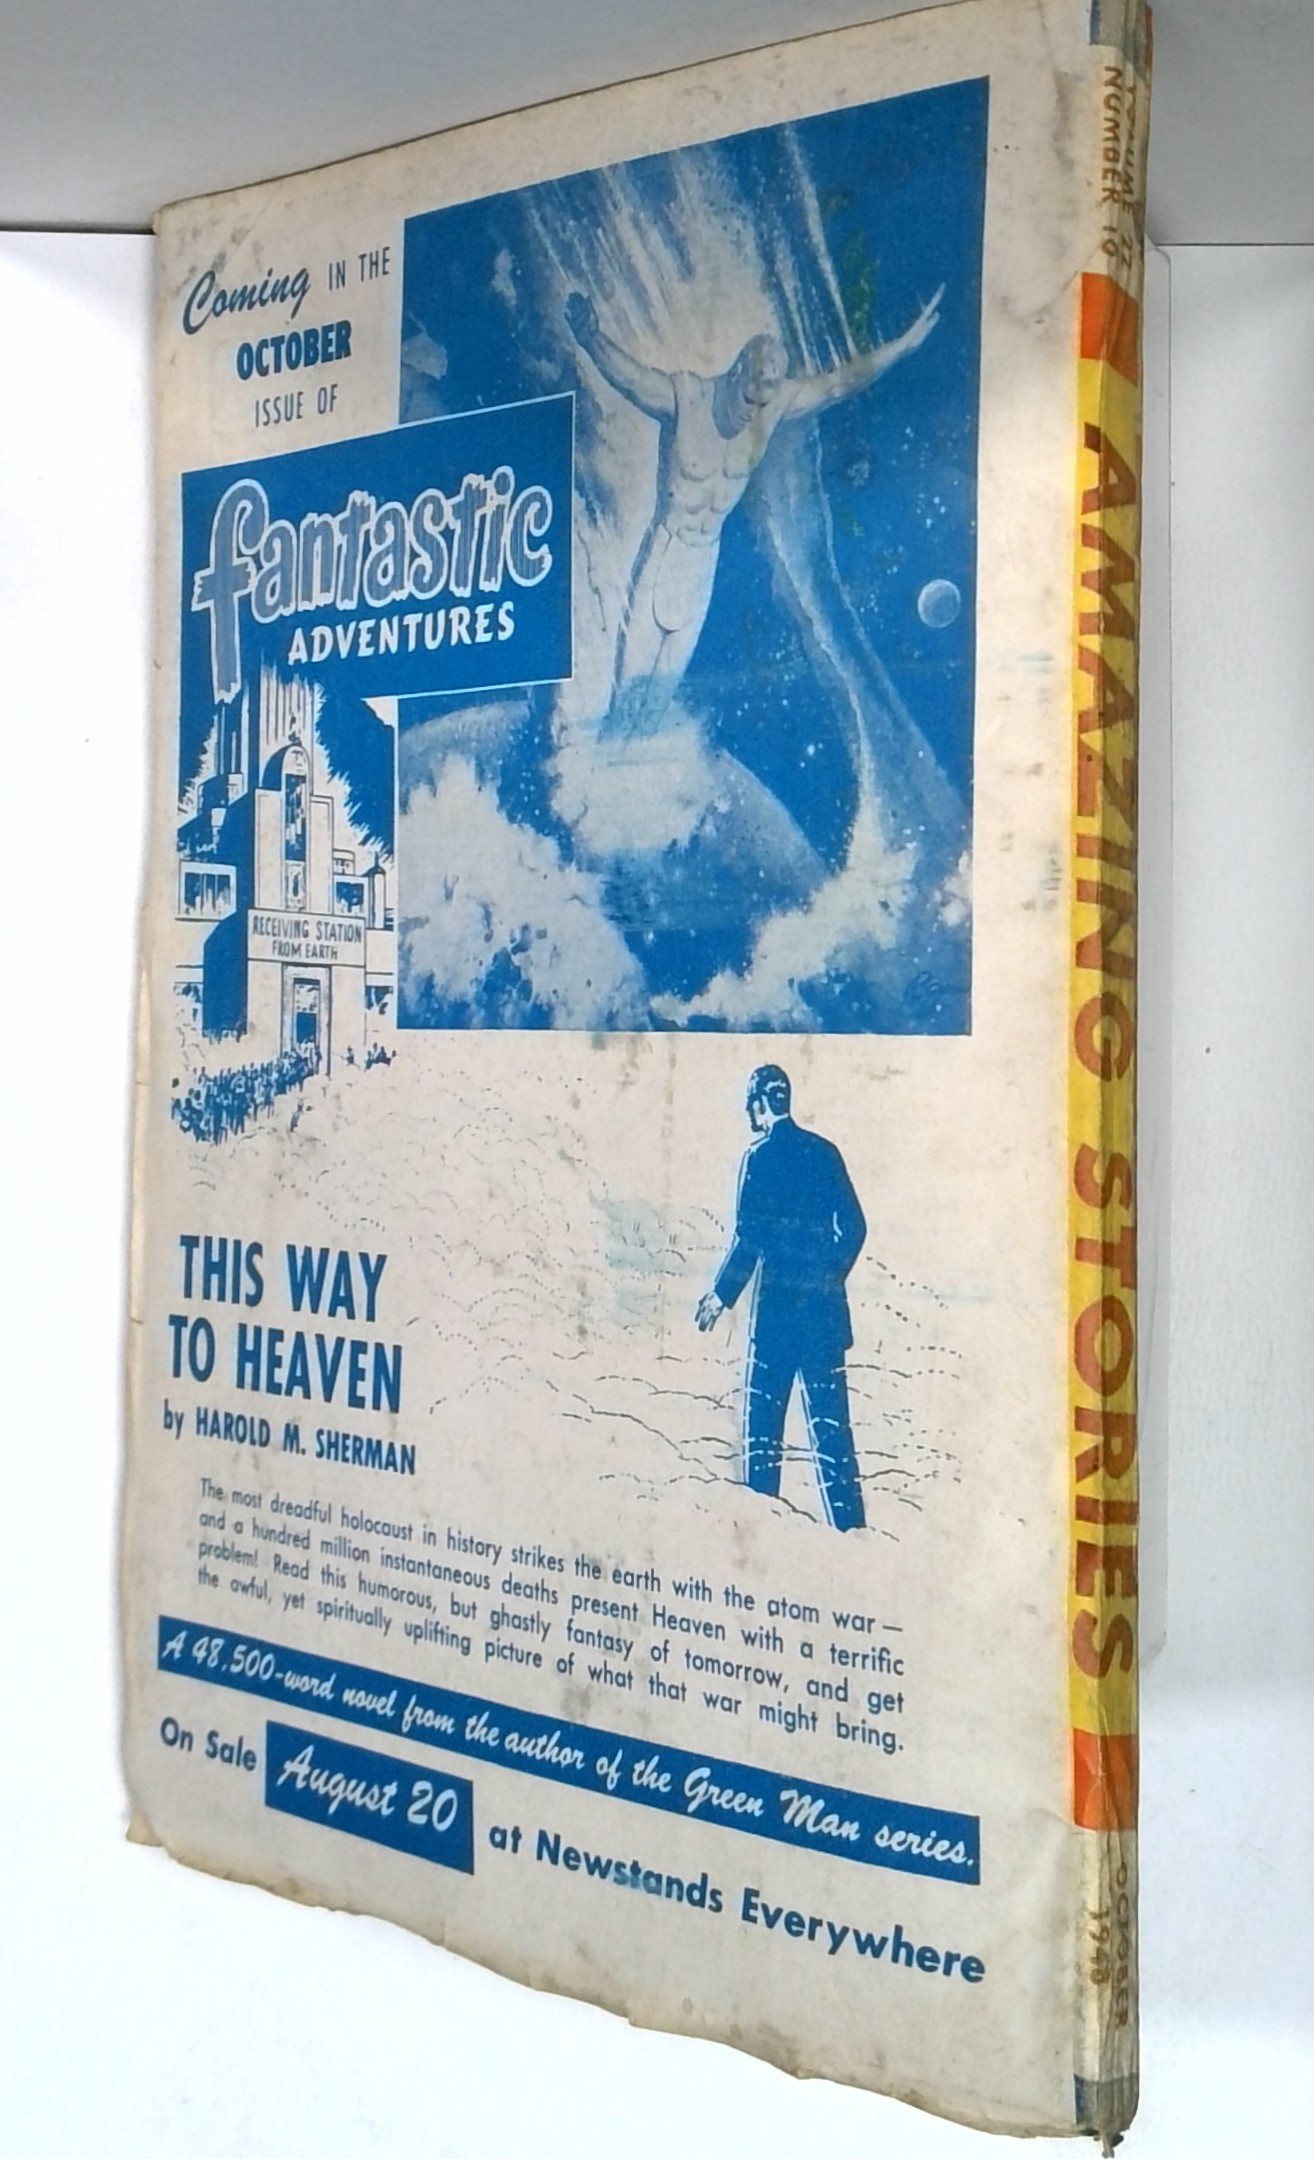 Coming IN THE
OCTOBER
ISSUE OF
fantastic
ADVENTURES
RECEIVING STATION
FROM EARTH
THIS WAY
TO HEAVEN
by HAROLD M. SHERMAN
The most dreadful holocaust in history strikes the earth with the atom war —
and a hundred million instantaneous deaths present Heaven with a terrific
problem! Read this humorous, but ghastly fantasy of tomorrow, and get
the awful, yet spiritually uplifting picture of what that war might bring.
A 48,500-word novel from the author of the Green Man series.
On Sale August 20 at Newstands Everywhere
VOLUME 22
NUMBER 10
AMAZING STORIES
OCTOBER
1948